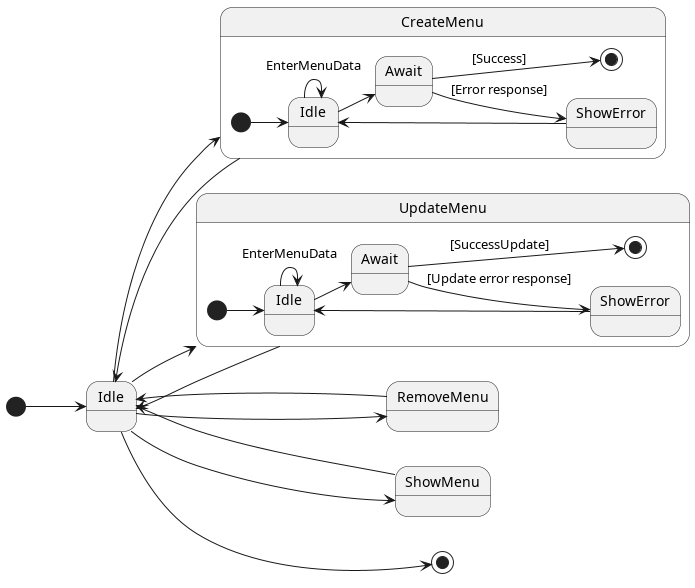 CreateMenu
EnterMenuData
Await
[Success]
[Error response]
Idle
ShowError
UpdateMenu
EnterMenuData
Await
[SuccessUpdate]
[Update error response]
Idle
ShowError
Idle
RemoveMenu
ShowMenu